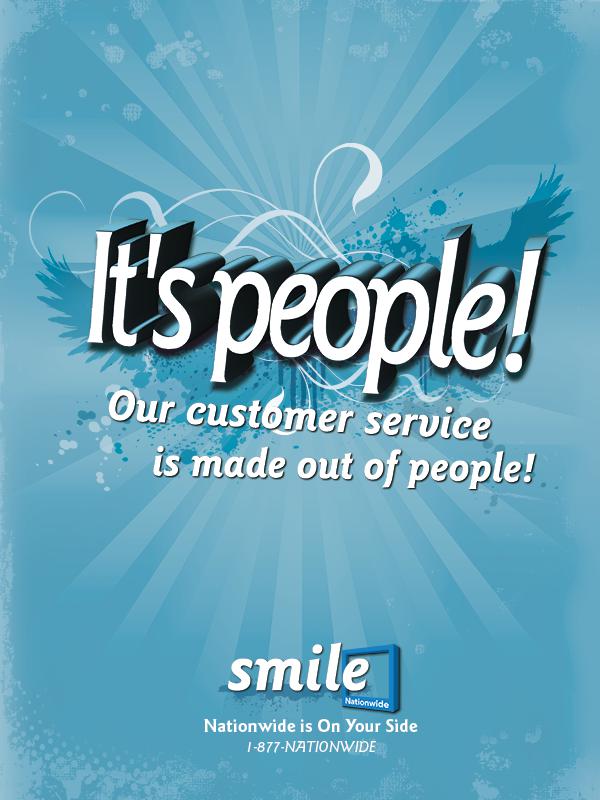 It's people!
Our customer service
is made out of people!
smile
Nationwide
Nationwide is On Your Side
1-877-NATIONWIDE